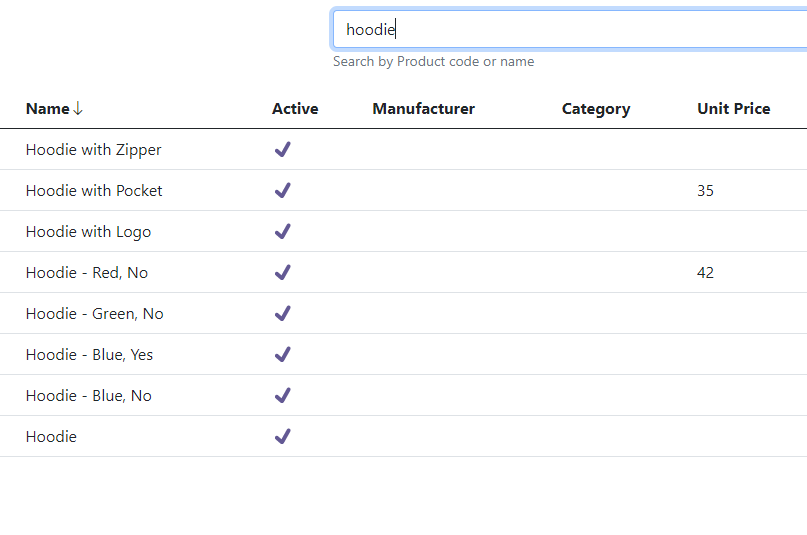 hoodie
Search by Product code or name
Name Active Manufacturer Category Unit Price
Hoodie with Zipper
Hoodie with Pocket 35
Hoodie with Logo
Hoodie - Red, No 42
Hoodie - Green, No
Hoodie - Blue, Yes
Hoodie - Blue, No
Hoodie